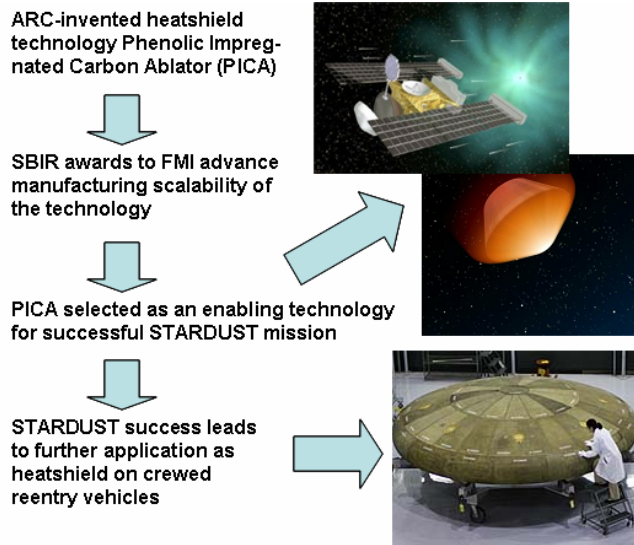 ARC-invented heatshield
technology Phenolic Impreg-
nated Carbon Ablator (PICA)
SBIR awards to FMI advance
manufacturing scalability of
the technology
PICA selected as an enabling technology
for successful STARDUST mission
STARDUST success leads
to further application as
heatshield on crewed
reentry vehicles